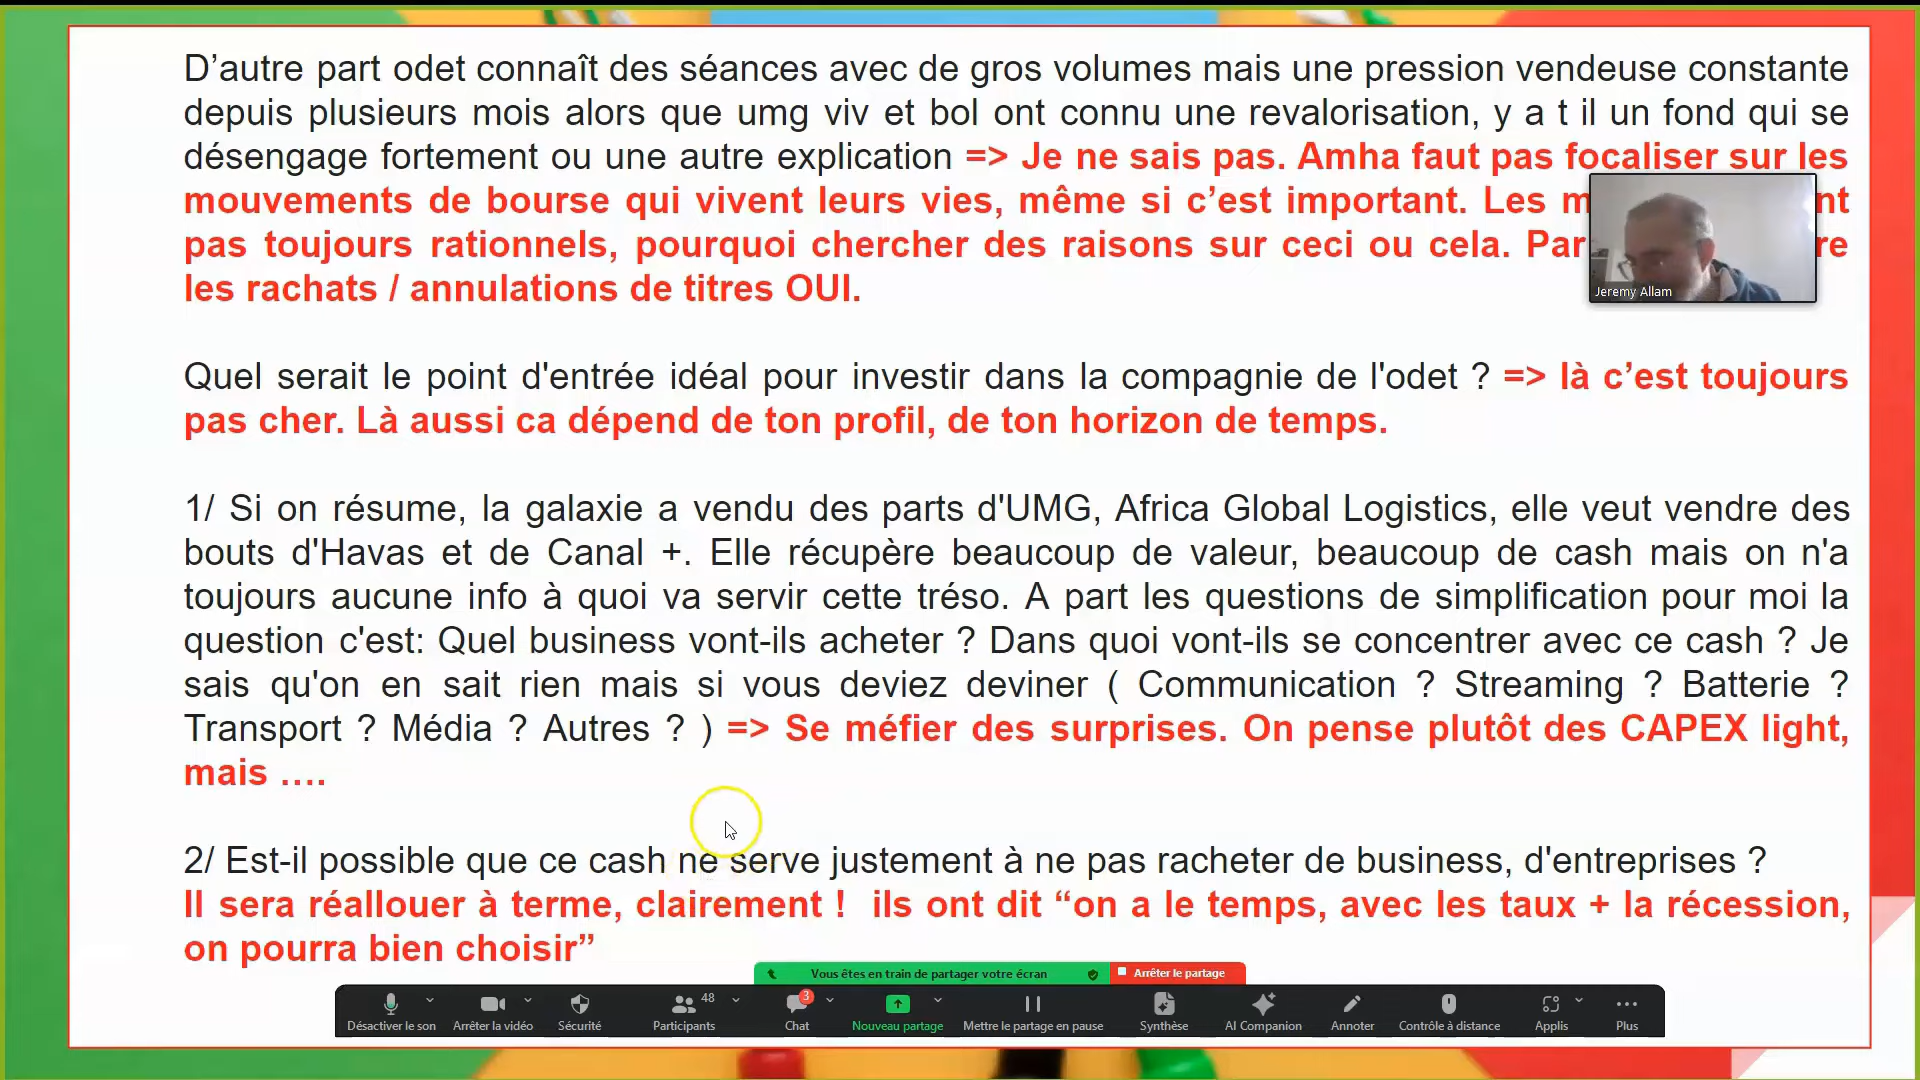 D’autre part odet connaît des séances avec de gros volumes mais une pression vendeuse constante
depuis plusieurs mois alors que umg viv et bol ont connu une revalorisation, y a t il un fond qui se
désengage fortement ou une autre explication => Je ne sais pas. Amha faut pas focaliser sur les
mouvements de bourse qui vivent leurs vies, même si c’est important. Les m nt
pas toujours rationnels, pourquoi chercher des raisons sur ceci ou cela. Par re
les rachats / annulations de titres OUI.
Jeremy Allam
Quel serait le point d'entrée idéal pour investir dans la compagnie de l'odet ? => là c’est toujours
pas cher. Là aussi ca dépend de ton profil, de ton horizon de temps.
1/ Si on résume, la galaxie a vendu des parts d'UMG, Africa Global Logistics, elle veut vendre des
bouts d'Havas et de Canal +. Elle récupère beaucoup de valeur, beaucoup de cash mais on n'a
toujours aucune info à quoi va servir cette tréso. A part les questions de simplification pour moi la
question c'est: Quel business vont-ils acheter ? Dans quoi vont-ils se concentrer avec ce cash ? Je
sais qu'on en sait rien mais si vous deviez deviner ( Communication ? Streaming ? Batterie ?
Transport ? Média ? Autres ? ) => Se méfier des surprises. On pense plutôt des CAPEX light,
mais ….
2/ Est-il possible que ce cash ne serve justement à ne pas racheter de business, d'entreprises ?
Il sera réallouer à terme, clairement ! ils ont dit “on a le temps, avec les taux + la récession,
on pourra bien choisir”
Vous êtes en train de partager votre écran Arrêter le partage
48 3
Désactiver le son Arrêter la vidéo Sécurité Participants Chat Nouveau partage Mettre le partage en pause Synthèse AI Companion Annoter Contrôle à distance Applis Plus